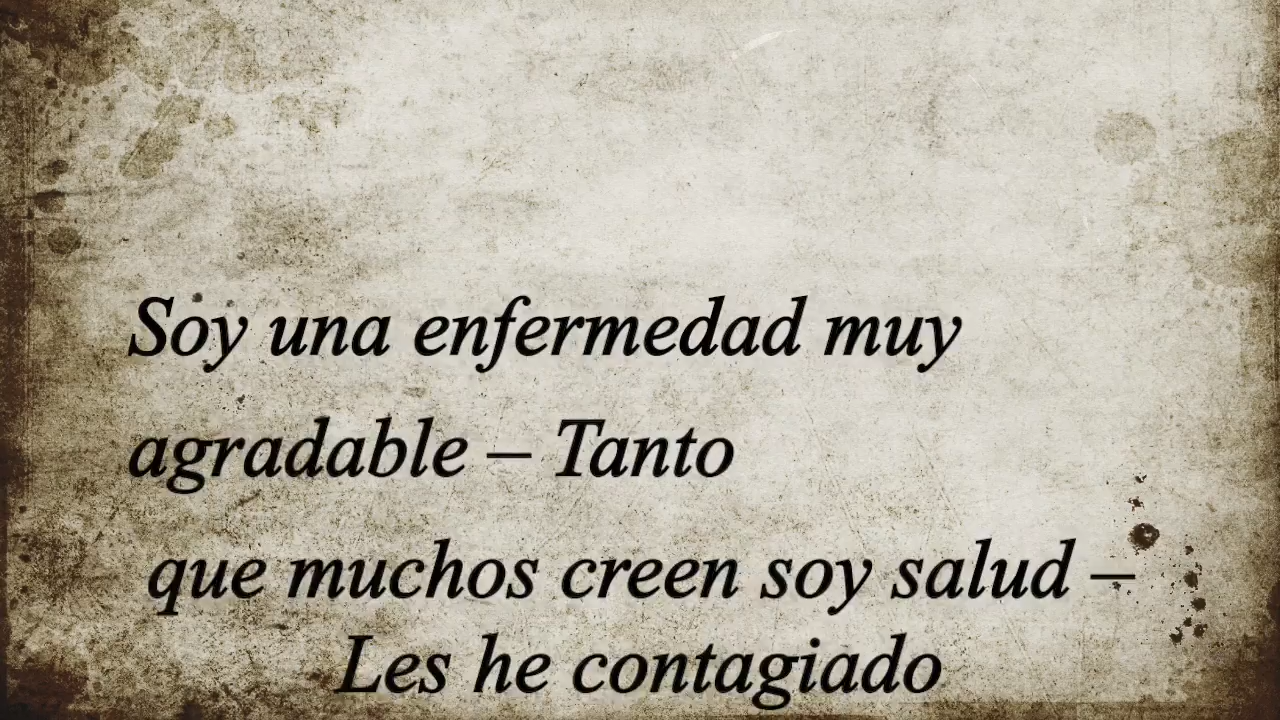 Soy una enfermedad muy
agradable – Tanto
que muchos creen soy salud –
Les he contagiado